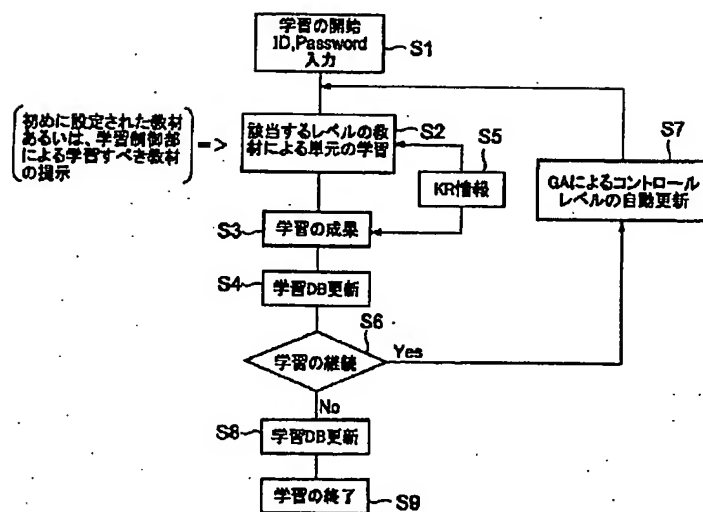 学習の開始
ID,Password
入力
S1
初めに設定された教材
あるいは、学習制御部
による学習すべき教材
の提示
=>
該当するレベルの教
材による単元の学習
S2
S5
KR情報
S7
GAによるコントロール
レベルの自動更新
S3
学習の成果
S4
学習DB更新
S6
学習の継続
Yes
No
S8
学習DB更新
学習の終了
S9